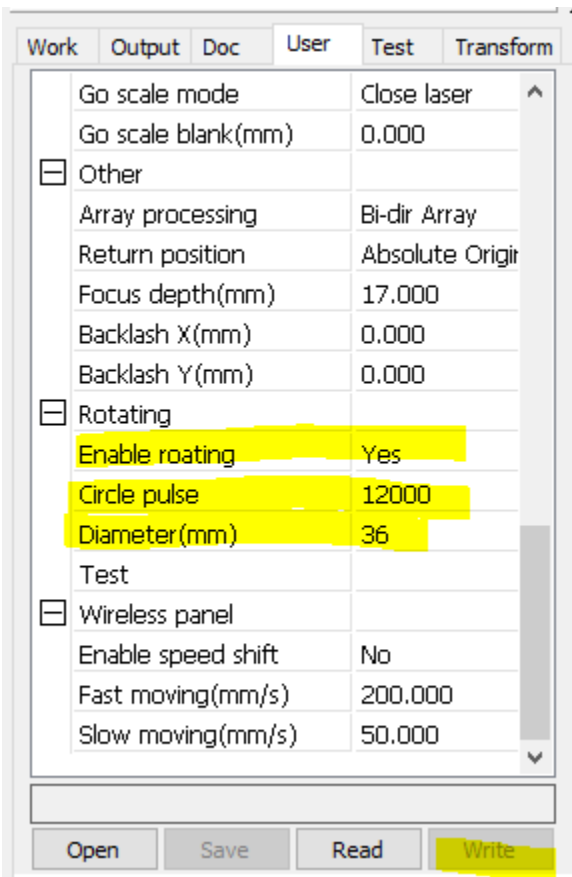 Work Output Doc User Test Transform
Go scale mode Close laser
Go scale blank(mm) 0.000
Other
Array processing Bi-dir Array
Return position Absolute Origin
Focus depth(mm) 17.000
Backlash X(mm) 0.000
Backlash Y(mm) 0.000
Rotating
Enable roating Yes
Circle pulse 12000
Diameter(mm) 36
Test
Wireless panel
Enable speed shift No
Fast moving(mm/s) 200.000
Slow moving(mm/s) 50.000
Open Save Read Write